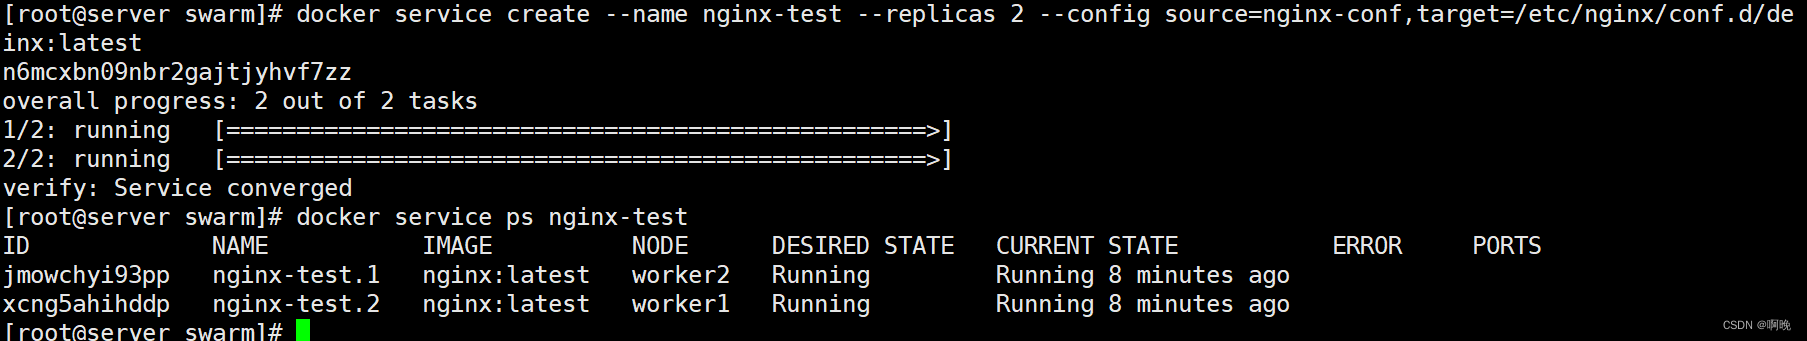 [root@server swarm]# docker service create --name nginx-test --replicas 2 --config source=nginx-conf,target=/etc/nginx/conf.d/de
inx:latest
n6mcxbn09nbr2gajtjyhvf7zz
overall progress: 2 out of 2 tasks
1/2: running   [==================================================>]
2/2: running   [==================================================>]
verify: Service converged
[root@server swarm]# docker service ps nginx-test
ID             NAME           IMAGE          NODE      DESIRED STATE   CURRENT STATE           ERROR     PORTS
jmowchyi93pp   nginx-test.1   nginx:latest   worker2   Running         Running 8 minutes ago
xcng5ahihddp   nginx-test.2   nginx:latest   worker1   Running         Running 8 minutes ago
[root@server swarm]#
CSDN @啊晚